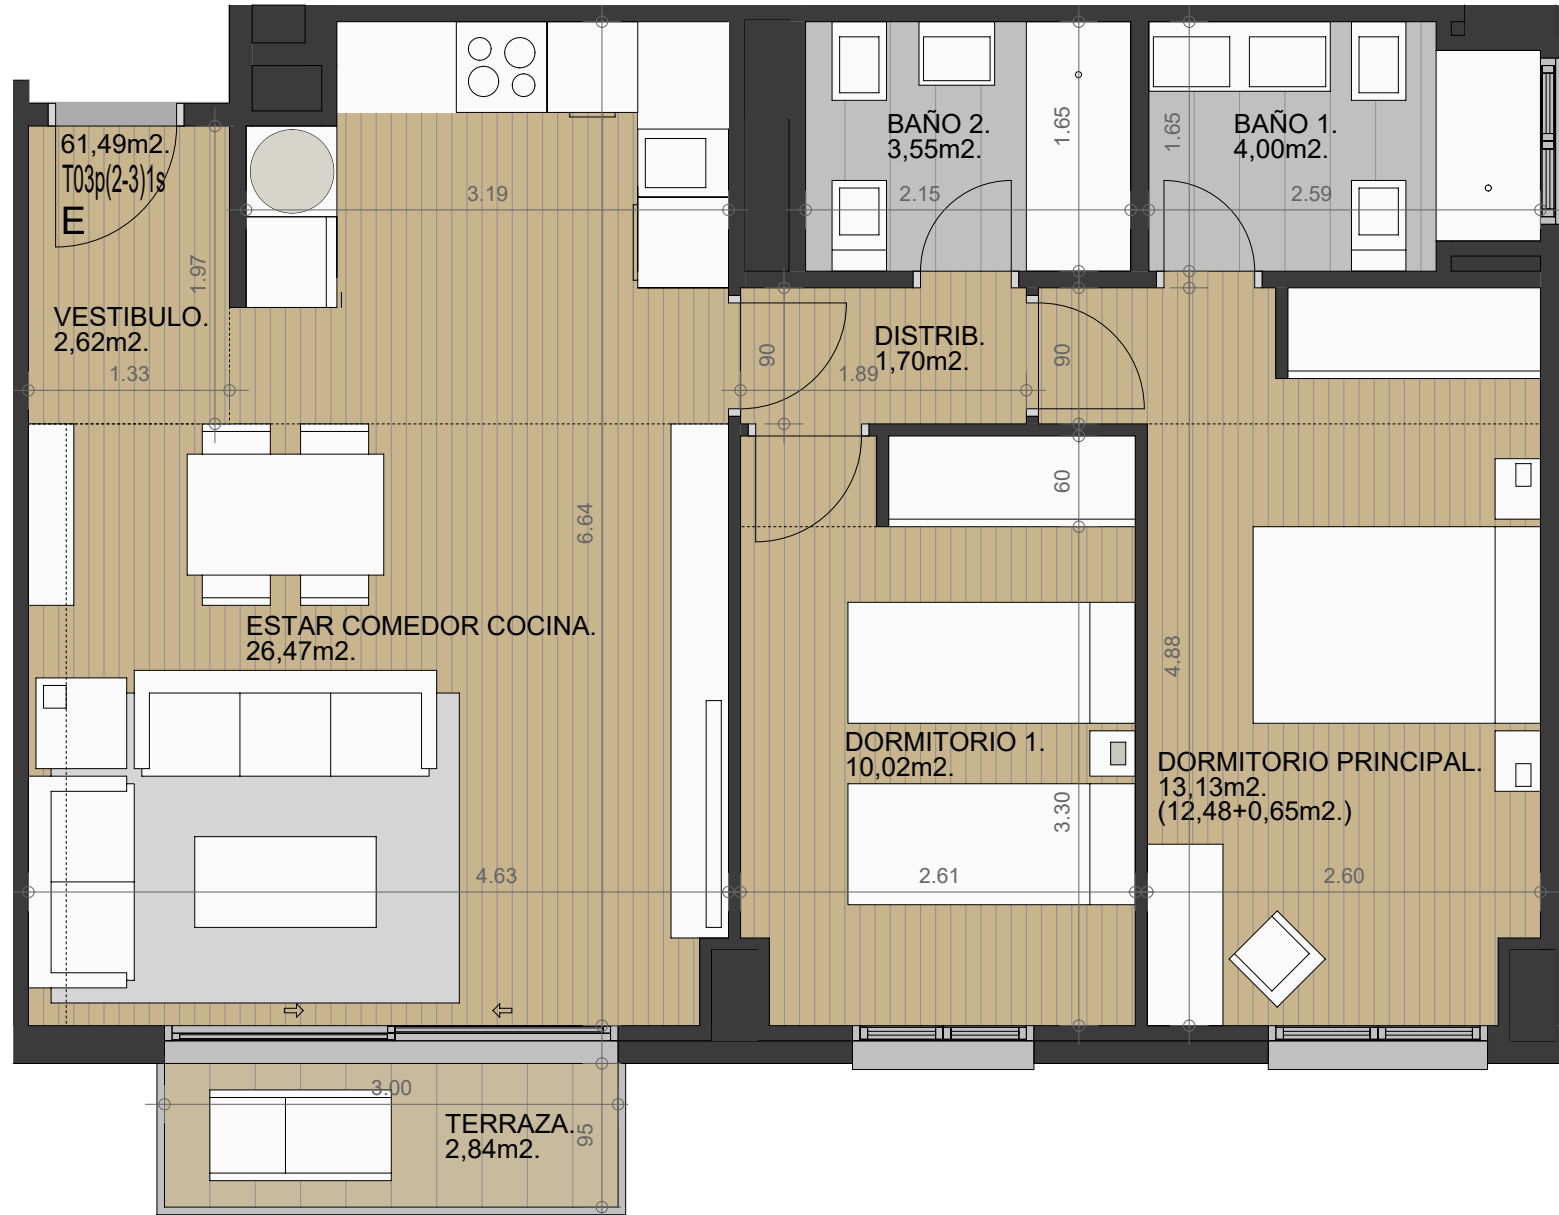 61,49m2.
T03p(2-3)1s
E
1.97
VESTIBULO.
2,62m2.
1.33
3.19
BAÑO 2.
3,55m2.
1.65
2.15
BAÑO 1.
4,00m2.
1.65
2.59
DISTRIB.
1,70m2.
90
1.89
90
60
6.64
ESTAR COMEDOR COCINA.
26,47m2.
4.63
4.88
DORMITORIO 1.
10,02m2.
3.30
2.61
DORMITORIO PRINCIPAL.
13,13m2.
(12,48+0,65m2.)
2.60
3.00
TERRAZA.
2,84m2.
95